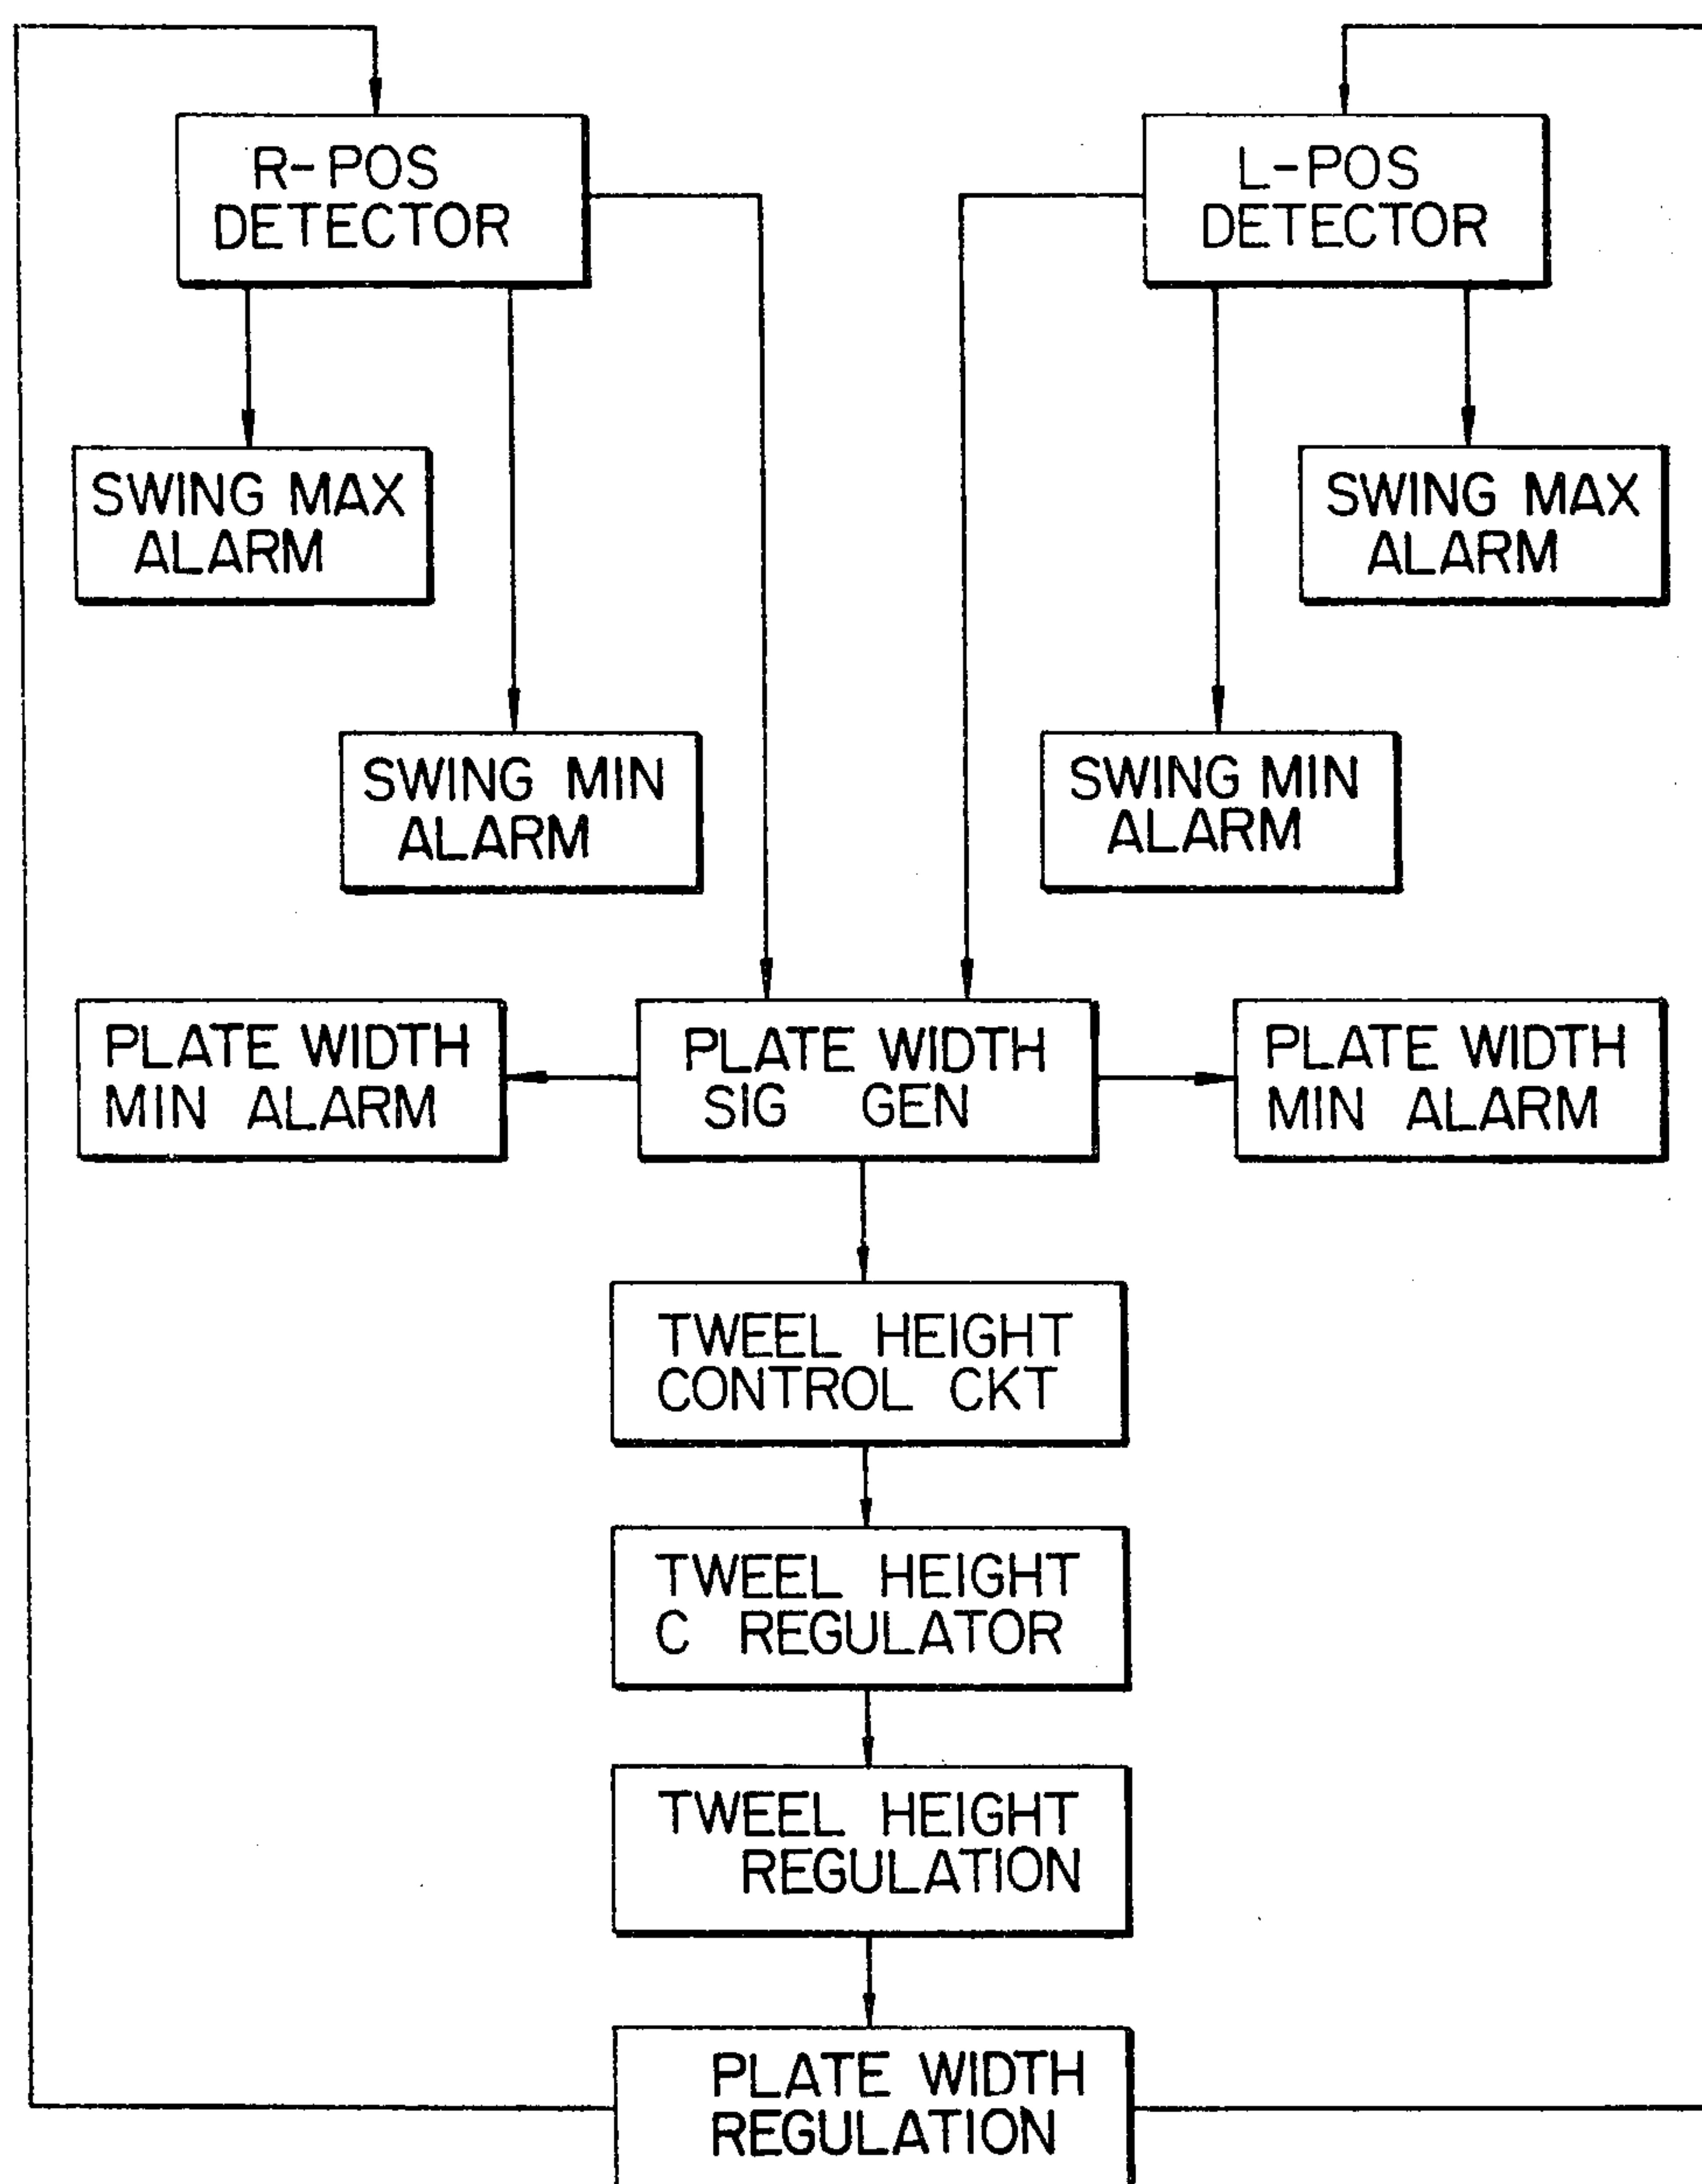 R-POS
DETECTOR
L-POS
DETECTOR
SWING MAX
ALARM
SWING MAX
ALARM
SWING MIN
ALARM
SWING MIN
ALARM
PLATE WIDTH
MIN ALARM
PLATE WIDTH
SIG GEN
PLATE WIDTH
MIN ALARM
TWEEL HEIGHT
CONTROL CKT
TWEEL HEIGHT
C REGULATOR
TWEEL HEIGHT
REGULATION
PLATE WIDTH
REGULATION